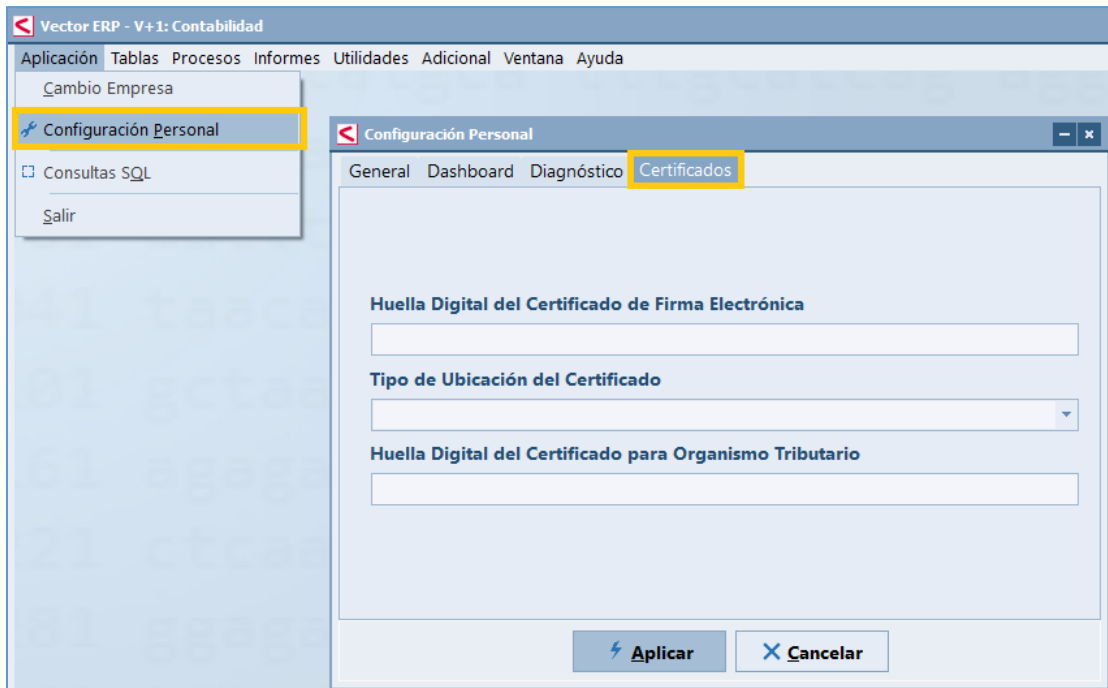 Vector ERP - V+1: Contabilidad
Aplicación Tablas Procesos Informes Utilidades Adicional Ventana Ayuda
Cambio Empresa
Configuración Personal
Consultas SQL
Salir
Configuración Personal
General Dashboard Diagnóstico Certificados
Huella Digital del Certificado de Firma Electrónica
Tipo de Ubicación del Certificado
Huella Digital del Certificado para Organismo Tributario
Aplicar Cancelar